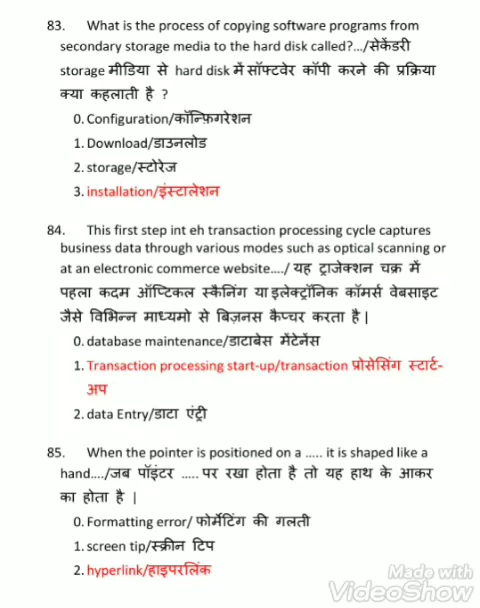 83. What is the process of copying software programs from
secondary storage media to the hard disk called?.../सेकेंडरी
storage मीडिया से hard disk में सॉफ्टवेर कॉपी करने की प्रक्रिया
क्या कहलाती है ?
0. Configuration/कॉन्फ़िगरेशन
1. Download/डाउनलोड
2. storage/स्टोरेज
3. installation/इंस्टालेशन
84. This first step int eh transaction processing cycle captures
business data through various modes such as optical scanning or
at an electronic commerce website..../ यह ट्राजेक्शन चक्र में
पहला कदम ऑप्टिकल स्कैनिंग या इलेक्ट्रॉनिक कॉमर्स वेबसाइट
जैसे विभिन्न माध्यमो से बिज़नस कैप्चर करता है |
0. database maintenance/डाटाबेस मेंटेनेंस
1. Transaction processing start-up/transaction प्रोसेसिंग स्टार्ट-
अप
2. data Entry/डाटा एंट्री
85. When the pointer is positioned on a ..... it is shaped like a
hand..../जब पॉइंटर ..... पर रखा होता है तो यह हाथ के आकर
का होता है |
0. Formatting error/ फोर्मेटिंग की गलती
1. screen tip/स्क्रीन टिप
2. hyperlink/हाइपरलिंक
Made with
VideoShow